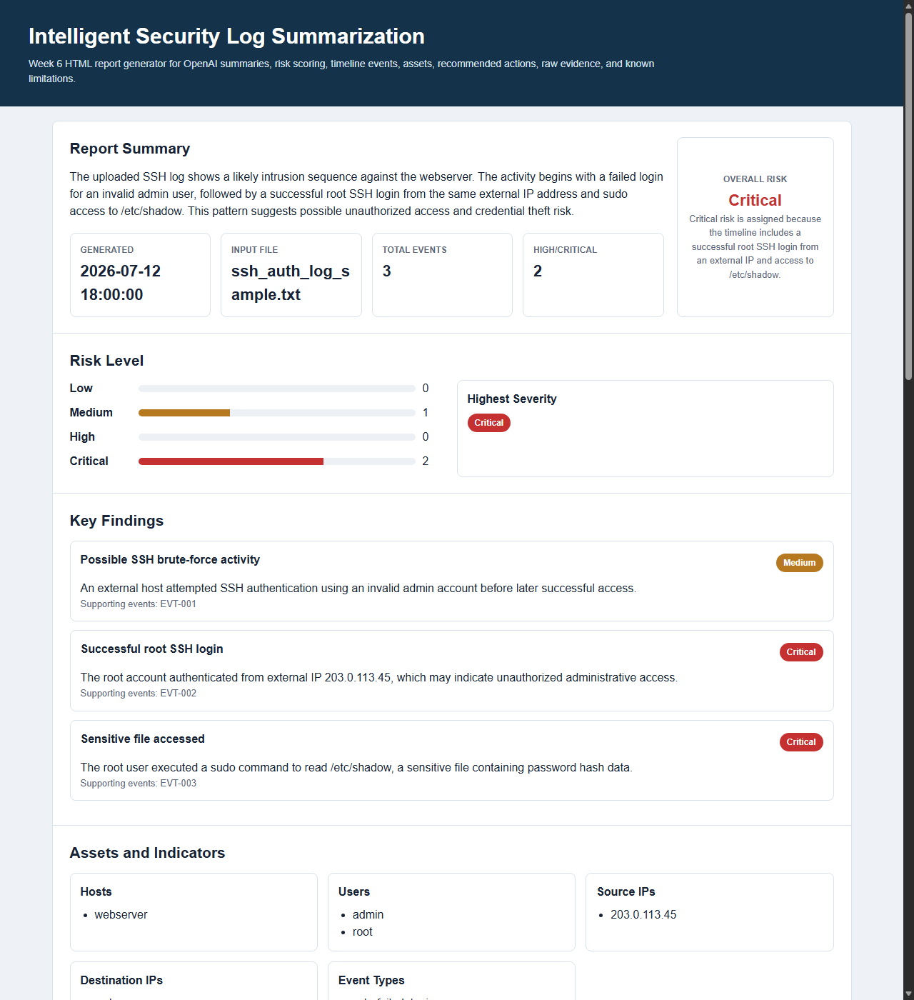 Intelligent Security Log Summarization
Week 6 HTML report generator for OpenAI summaries, risk scoring, timeline events, assets, recommended actions, raw evidence, and known
limitations.
Report Summary
The uploaded SSH log shows a likely intrusion sequence against the webserver. The activity begins with a failed login
for an invalid admin user, followed by a successful root SSH login from the same external IP address and sudo
access to /etc/shadow. This pattern suggests possible unauthorized access and credential theft risk.
GENERATED
2026-07-12
18:00:00
INPUT FILE
ssh_auth_log_s
ample.txt
TOTAL EVENTS
3
HIGH/CRITICAL
2
OVERALL RISK
Critical
Critical risk is assigned because
the timeline includes a
successful root SSH login from
an external IP and access to
/etc/shadow.
Risk Level
Low 0
Medium 1
High 0
Critical 2
Highest Severity
Critical
Key Findings
Possible SSH brute-force activity
Medium
An external host attempted SSH authentication using an invalid admin account before later successful access.
Supporting events: EVT-001
Successful root SSH login
Critical
The root account authenticated from external IP 203.0.113.45, which may indicate unauthorized administrative access.
Supporting events: EVT-002
Sensitive file accessed
Critical
The root user executed a sudo command to read /etc/shadow, a sensitive file containing password hash data.
Supporting events: EVT-003
Assets and Indicators
Hosts
• webserver
Users
• admin
• root
Source IPs
• 203.0.113.45
Destination IPs
Event Types